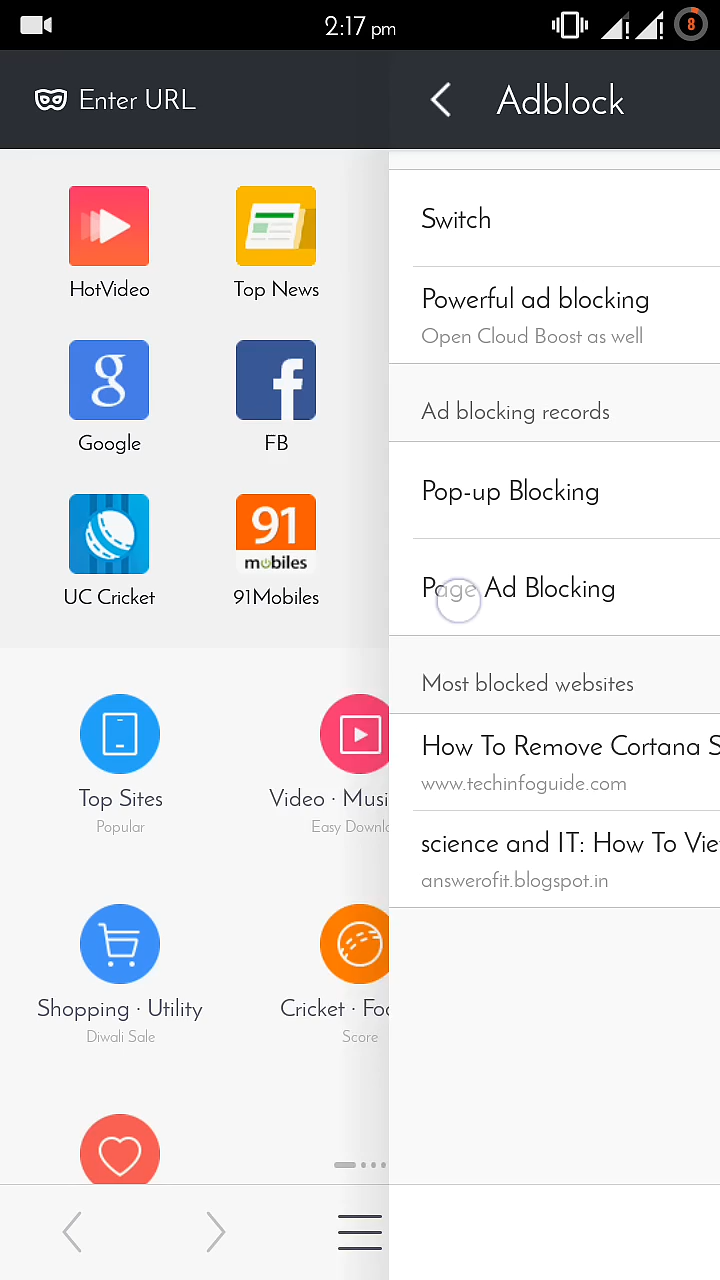 2:17 pm
8
Enter URL
HotVideo
Top News
g
Google
f
FB
UC Cricket
91
mobiles
91Mobiles
Top Sites
Popular
Video · Musi
Easy Downlo
Shopping · Utility
Diwali Sale
Cricket · Foo
Score
Adblock
Switch
Powerful ad blocking
Open Cloud Boost as well
Ad blocking records
Pop-up Blocking
Page Ad Blocking
Most blocked websites
How To Remove Cortana S
www.techinfoguide.com
science and IT: How To Vie
answerofit.blogspot.in